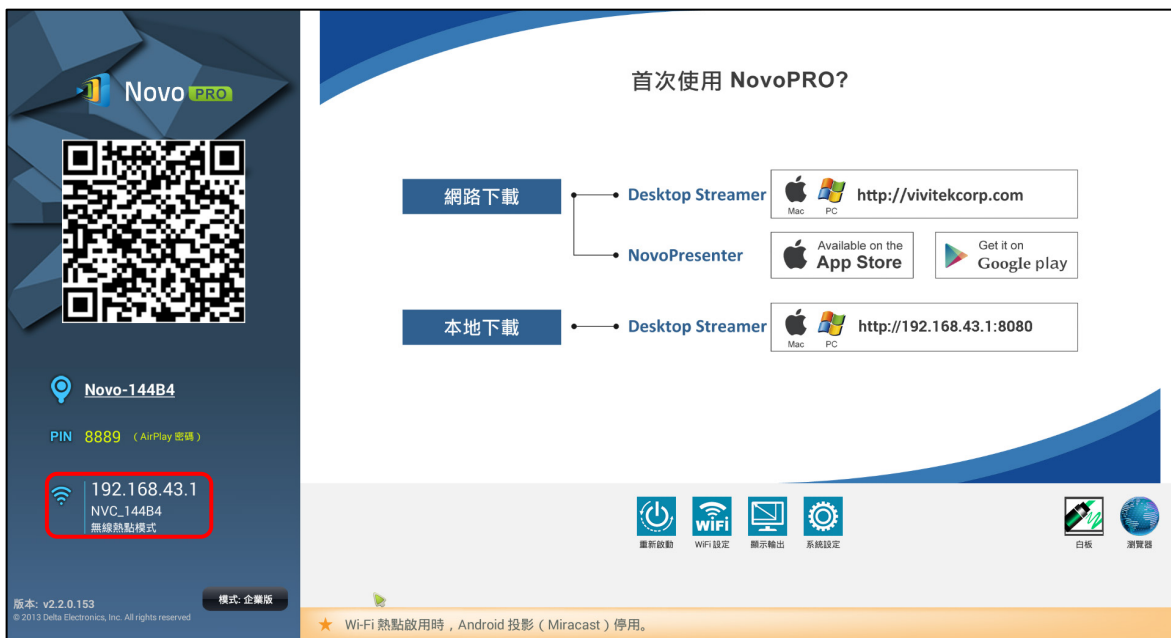 Novo PRO
Novo-144B4
PIN 8889 （AirPlay 密碼）
192.168.43.1
NVC_144B4
無線熱點模式
版本: v2.2.0.153
© 2013 Delta Electronics, Inc. All rights reserved
模式: 企業版
首次使用 NovoPRO?
網路下載
Desktop Streamer
Mac PC
http://vivitekcorp.com
NovoPresenter
Available on the
App Store
Get it on
Google play
本地下載
Desktop Streamer
Mac PC
http://192.168.43.1:8080
WiFi
重新啟動 WiFi 設定 顯示輸出 系統設定 白板 瀏覽器
Wi-Fi 熱點啟用時，Android 投影（Miracast）停用。